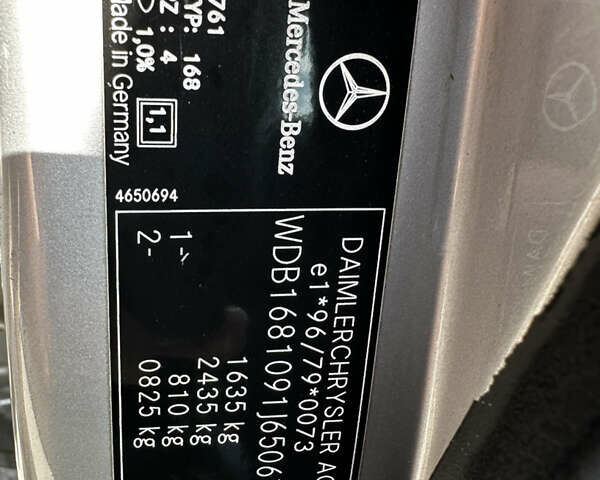 Mercedes-Benz
761
YP: 168
Z : 4
1,0%
1,1
Made in Germany
4650694
DAIMLERCHRYSLER AG
e1*96/79*0073
WDB1681091J6506
1635 kg
2435 kg
1- 810 kg
2- 0825 kg